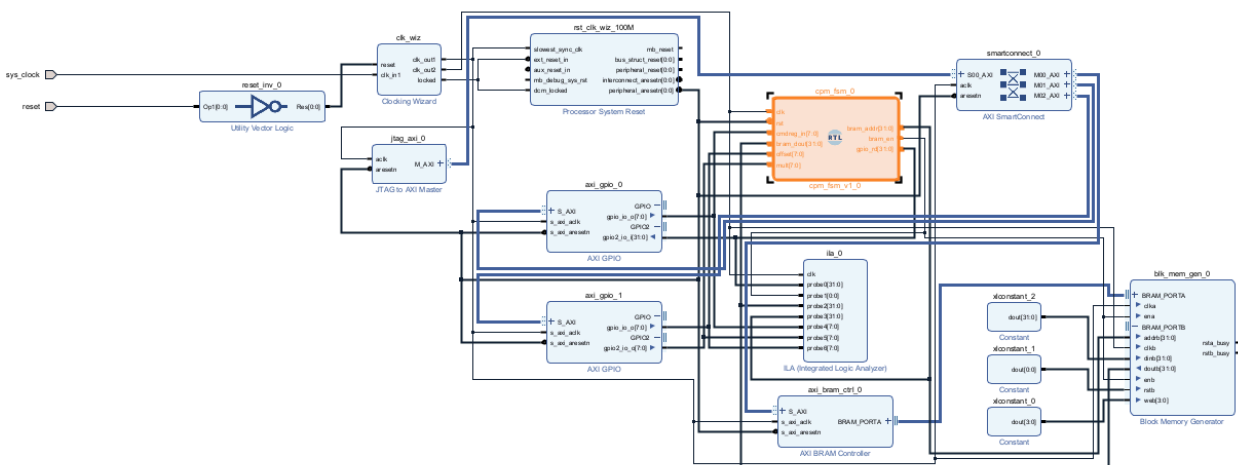 sys_clock
reset
reset_inv_0
Op1[0:0]
Res[0:0]
Utility Vector Logic
clk_wiz
reset
clk_in1
clk_out1
clk_out2
locked
Clocking Wizard
rst_clk_wiz_100M
slowest_sync_clk
ext_reset_in
aux_reset_in
mb_debug_sys_rst
dcm_locked
mb_reset
bus_struct_reset[0:0]
peripheral_reset[0:0]
interconnect_aresetn[0:0]
peripheral_aresetn[0:0]
Processor System Reset
jtag_axi_0
aclk
aresetn
M_AXI
JTAG to AXI Master
cpm_fsm_0
clk
rst
cmdreg_in[7:0]
bram_dout[31:0]
offset[7:0]
mult[7:0]
RTL
bram_addr[31:0]
bram_en
gpio_rd[31:0]
cpm_fsm_v1_0
smartconnect_0
S00_AXI
aclk
aresetn
M00_AXI
M01_AXI
M02_AXI
AXI SmartConnect
axi_gpio_0
S_AXI
s_axi_aclk
s_axi_aresetn
GPIO
gpio_io_o[7:0]
GPIO2
gpio2_io_i[31:0]
AXI GPIO
axi_gpio_1
S_AXI
s_axi_aclk
s_axi_aresetn
GPIO
gpio_io_o[7:0]
GPIO2
gpio2_io_o[7:0]
AXI GPIO
ila_0
clk
probe0[31:0]
probe1[0:0]
probe2[31:0]
probe3[31:0]
probe4[7:0]
probe5[7:0]
probe6[7:0]
ILA (Integrated Logic Analyzer)
axi_bram_ctrl_0
S_AXI
s_axi_aclk
s_axi_aresetn
BRAM_PORTA
AXI BRAM Controller
xlconstant_2
dout[31:0]
Constant
xlconstant_1
dout[0:0]
Constant
xlconstant_0
dout[3:0]
Constant
blk_mem_gen_0
BRAM_PORTA
clka
ena
BRAM_PORTB
addrb[31:0]
clkb
dinb[31:0]
doutb[31:0]
enb
rstb
web[3:0]
rsta_busy
rstb_busy
Block Memory Generator